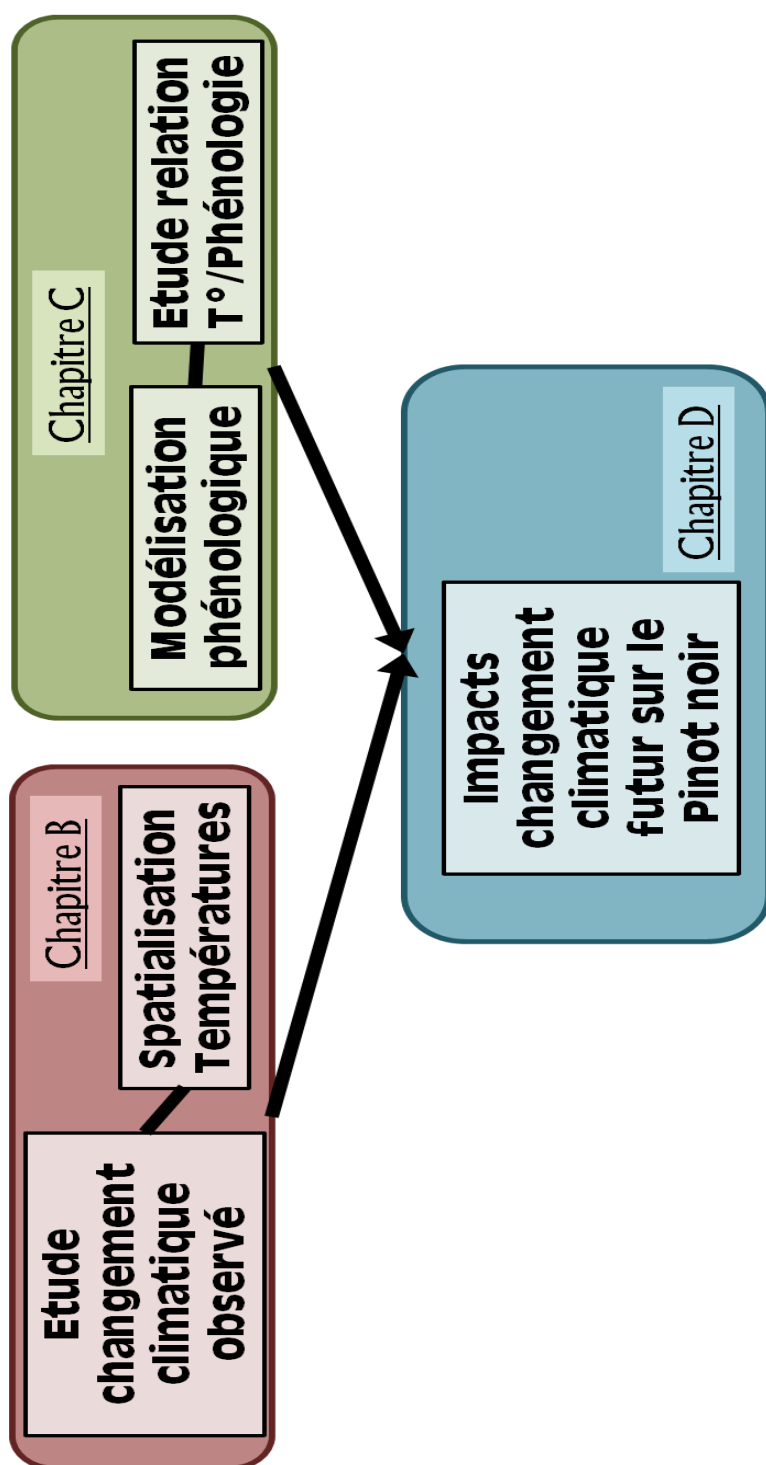 Chapitre B
Etude
changement
climatique
observé
Spatialisation
Températures
Chapitre C
Modélisation
phénologique
Etude relation
T°/Phénologie
Impacts
changement
climatique
futur sur le
Pinot noir
Chapitre D